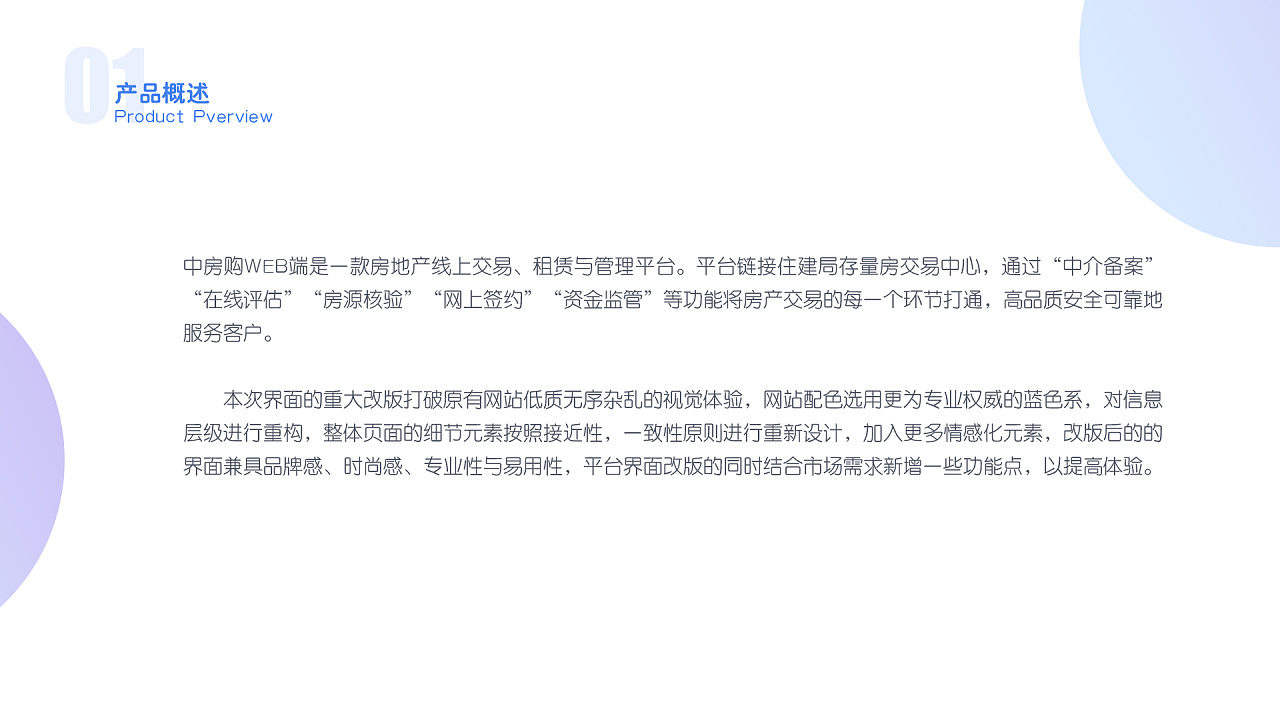 01
产品概述
Product Pverview
中房购WEB端是一款房地产线上交易、租赁与管理平台。平台链接住建局存量房交易中心，通过“中介备案”
“在线评估”“房源核验”“网上签约”“资金监管”等功能将房产交易的每一个环节打通，高品质安全可靠地
服务客户。
本次界面的重大改版打破原有网站低质无序杂乱的视觉体验，网站配色选用更为专业权威的蓝色系，对信息
层级进行重构，整体页面的细节元素按照接近性，一致性原则进行重新设计，加入更多情感化元素，改版后的的
界面兼具品牌感、时尚感、专业性与易用性，平台界面改版的同时结合市场需求新增一些功能点，以提高体验。